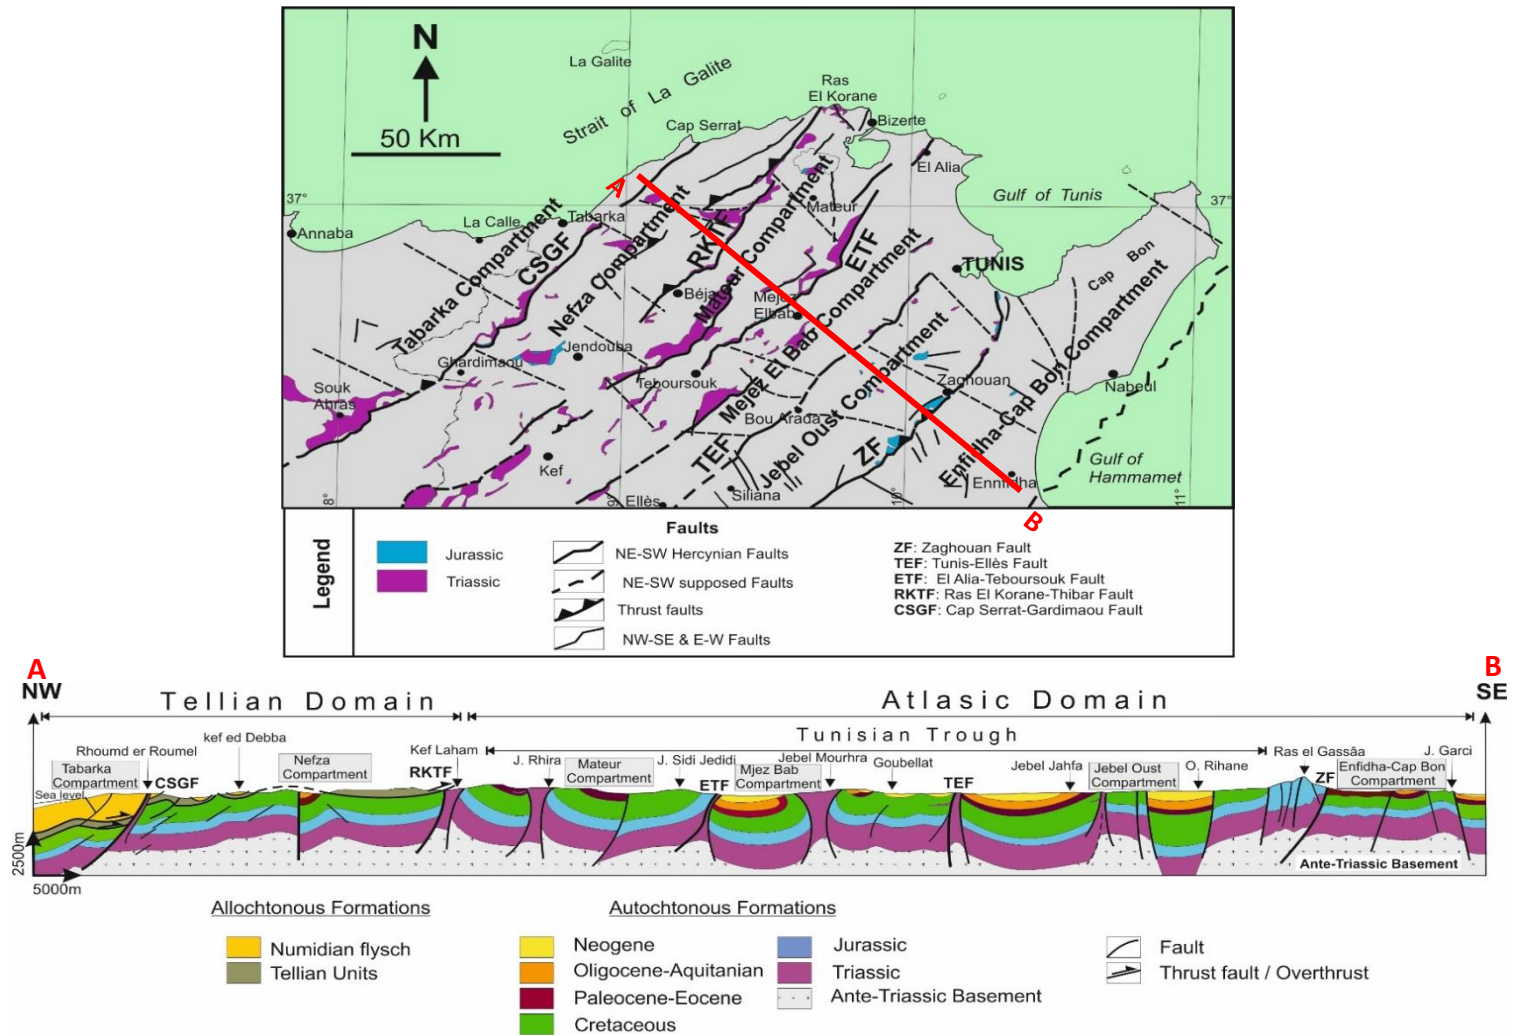 N
50 Km
La Galite
Strait of La Galite
Ras
El Korane
Cap Serrat
Bizerte
El Alia
Gulf of Tunis
37°
37°
A
La Calle
Tabarka
Mateur
Annaba
Tabarka Compartment
CSGF
Nefza Compartment
RKTF
Mateur Compartment
ETF
TUNIS
Cap Bon
Béja
Mejez
Elbab
Mejez El Bab Compartment
Ghardimaou
Jendouba
Teboursouk
Souk
Ahras
Zaghouan
Nabeul
Bou Arada
Jebel Oust Compartment
Enfidha-Cap Bon Compartment
TEF
ZF
Kef
Gulf of
Hammamet
Siliana
Ellès
Ennfidha
8°
9°
10°
11°
B
Legend
Jurassic
Triassic
Faults
NE-SW Hercynian Faults
NE-SW supposed Faults
Thrust faults
NW-SE & E-W Faults
ZF: Zaghouan Fault
TEF: Tunis-Ellès Fault
ETF: El Alia-Teboursouk Fault
RKTF: Ras El Korane-Thibar Fault
CSGF: Cap Serrat-Gardimaou Fault
A
B
NW
SE
Tellian Domain
Atlasic Domain
Tunisian Trough
Rhoumd er Roumel
kef ed Debba
Kef Laham
J. Rhira
J. Sidi Jedidi
Jebel Mourhra
Goubellat
Jebel Jahfa
O. Rihane
Ras el Gassâa
J. Garci
Tabarka
Compartment
CSGF
Nefza
Compartment
RKTF
Mateur
Compartment
ETF
Mjez Bab
Compartment
TEF
Jebel Oust
Compartment
ZF
Enfidha-Cap Bon
Compartment
Sea level
2500m
5000m
Ante-Triassic Basement
Allochtonous Formations
Numidian flysch
Tellian Units
Autochtonous Formations
Neogene
Oligocene-Aquitanian
Paleocene-Eocene
Cretaceous
Jurassic
Triassic
Ante-Triassic Basement
Fault
Thrust fault / Overthrust